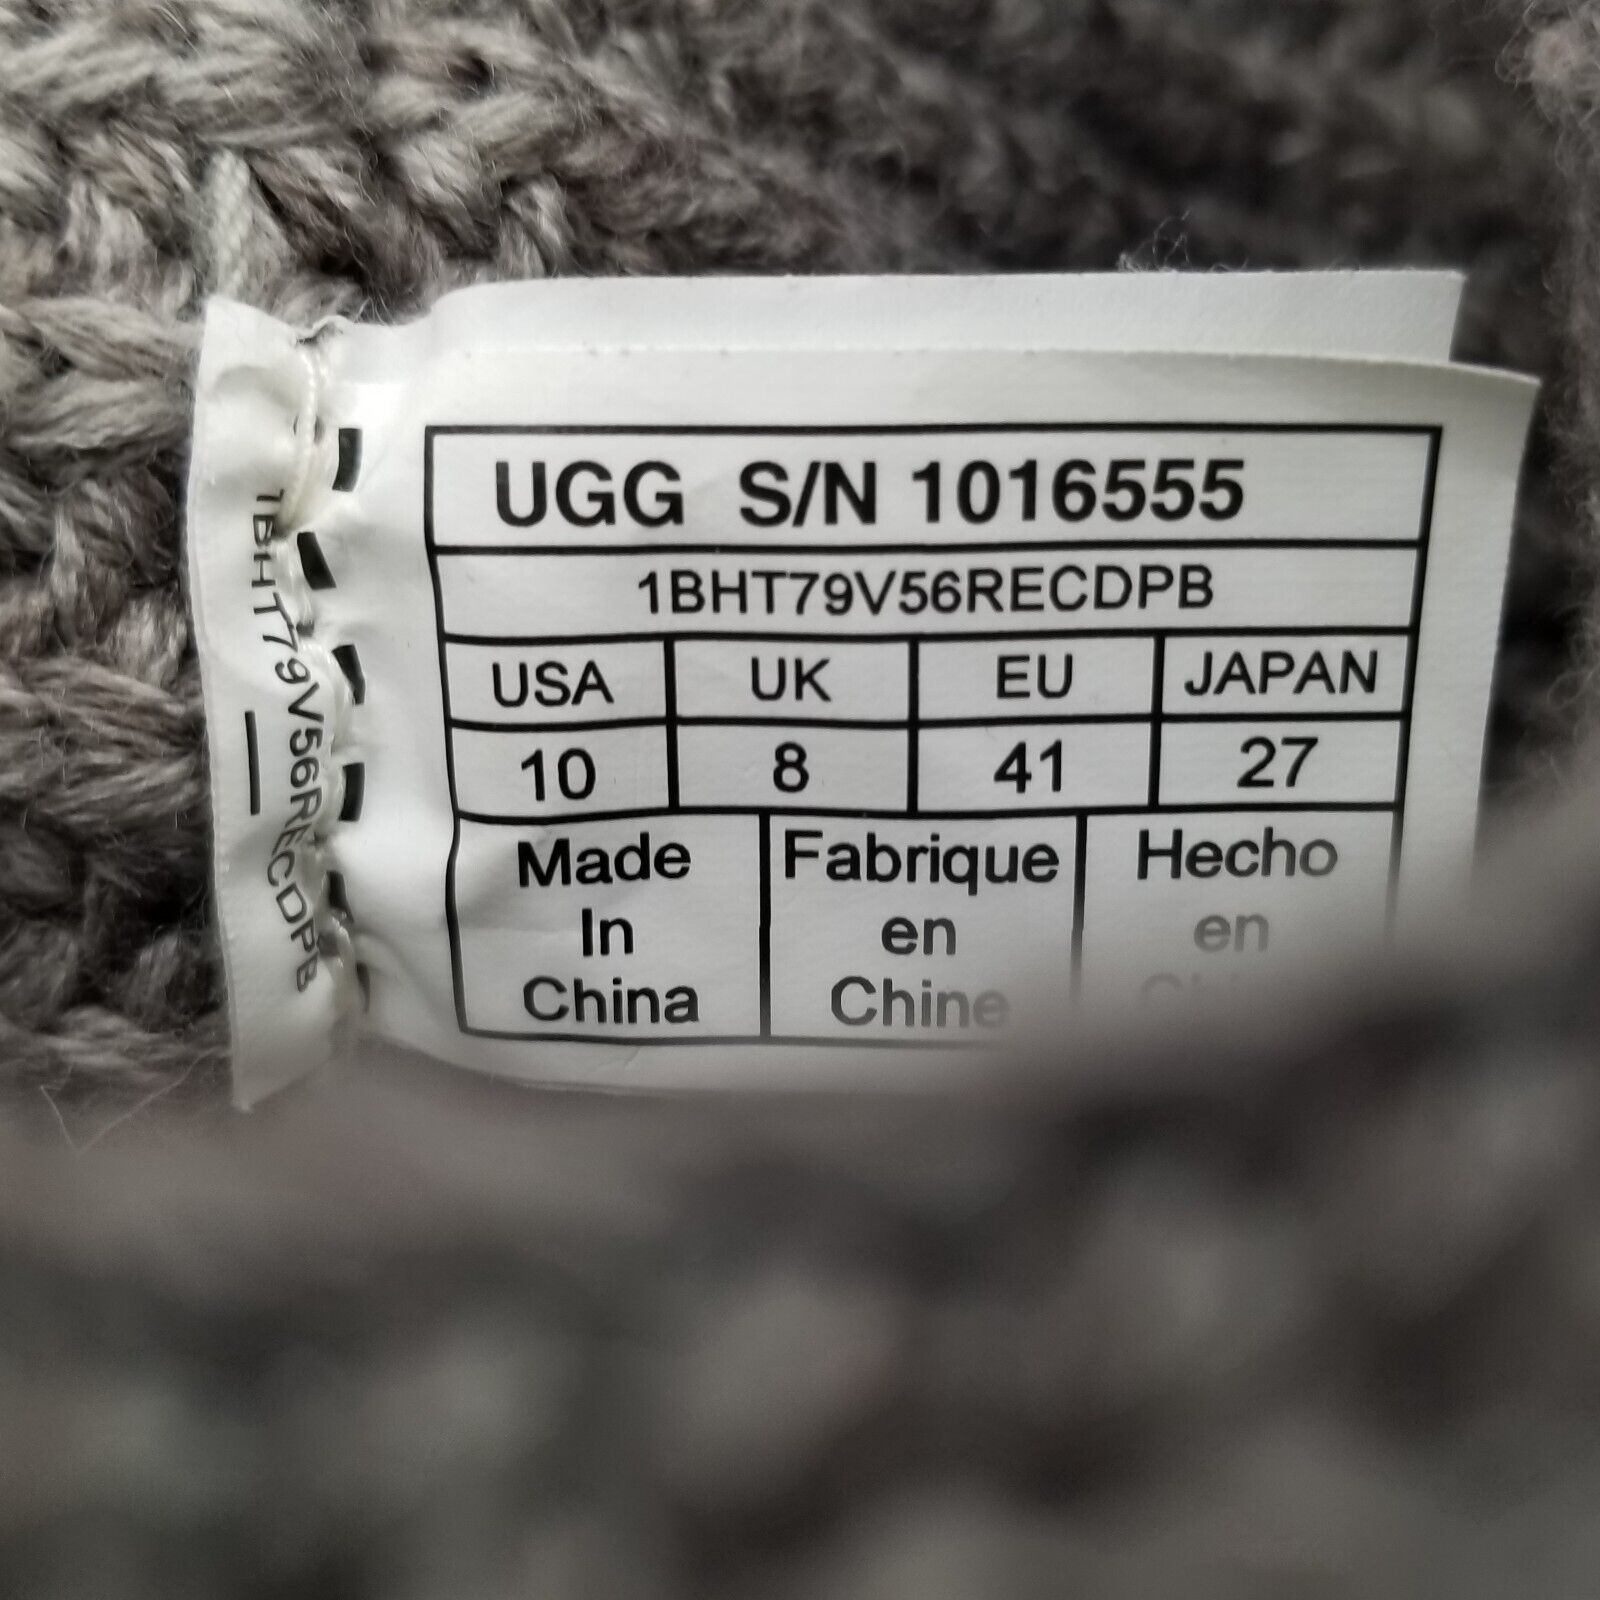 UGG S/N 1016555
1BHT79V56RECDPB
USA UK EU JAPAN
10 8 41 27
Made Fabrique Hecho
In en en
China Chine
1BHT79V56RECDPB